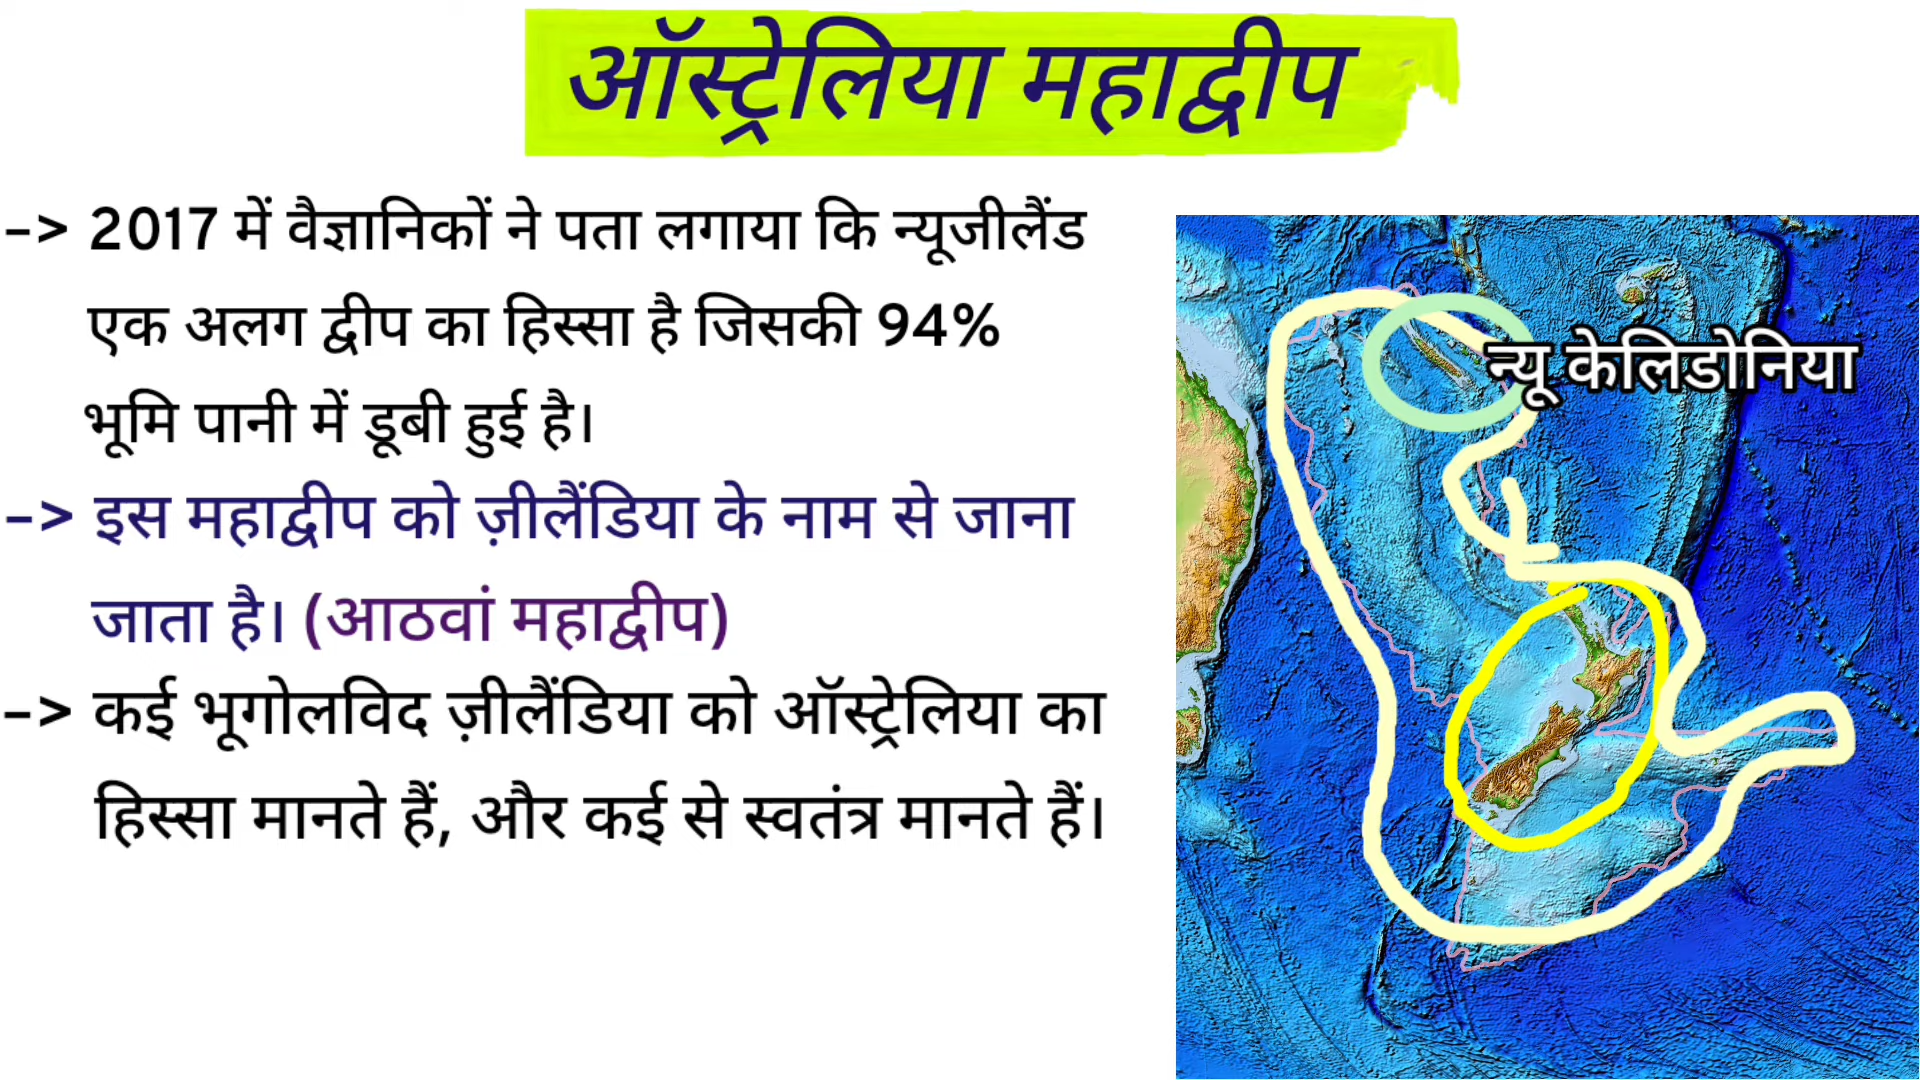 ऑस्ट्रेलिया महाद्वीप
–> 2017 में वैज्ञानिकों ने पता लगाया कि न्यूजीलैंड
एक अलग द्वीप का हिस्सा है जिसकी 94%
भूमि पानी में डूबी हुई है।
–> इस महाद्वीप को ज़ीलैंडिया के नाम से जाना
जाता है। (आठवां महाद्वीप)
–> कई भूगोलविद ज़ीलैंडिया को ऑस्ट्रेलिया का
हिस्सा मानते हैं, और कई से स्वतंत्र मानते हैं।
न्यू केलिडोनिया